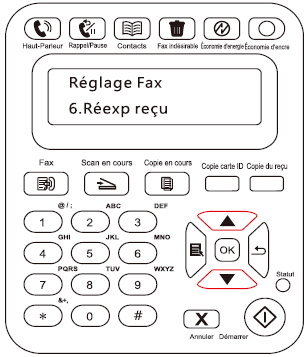 Haut-Parleur Rappel/Pause Contacts Fax indésirable Économie d'énergie Économie d'encre
Réglage Fax
6.Réexp reçu
Fax Scan en cours Copie en cours Copie carte ID Copie du reçu
@ / : ABC DEF
1 2 3
GHI JKL MNO
4 5 6 OK
PQRS TUV WXYZ Statut
7 8 9
&+,
* 0 # X
Annuler Démarrer